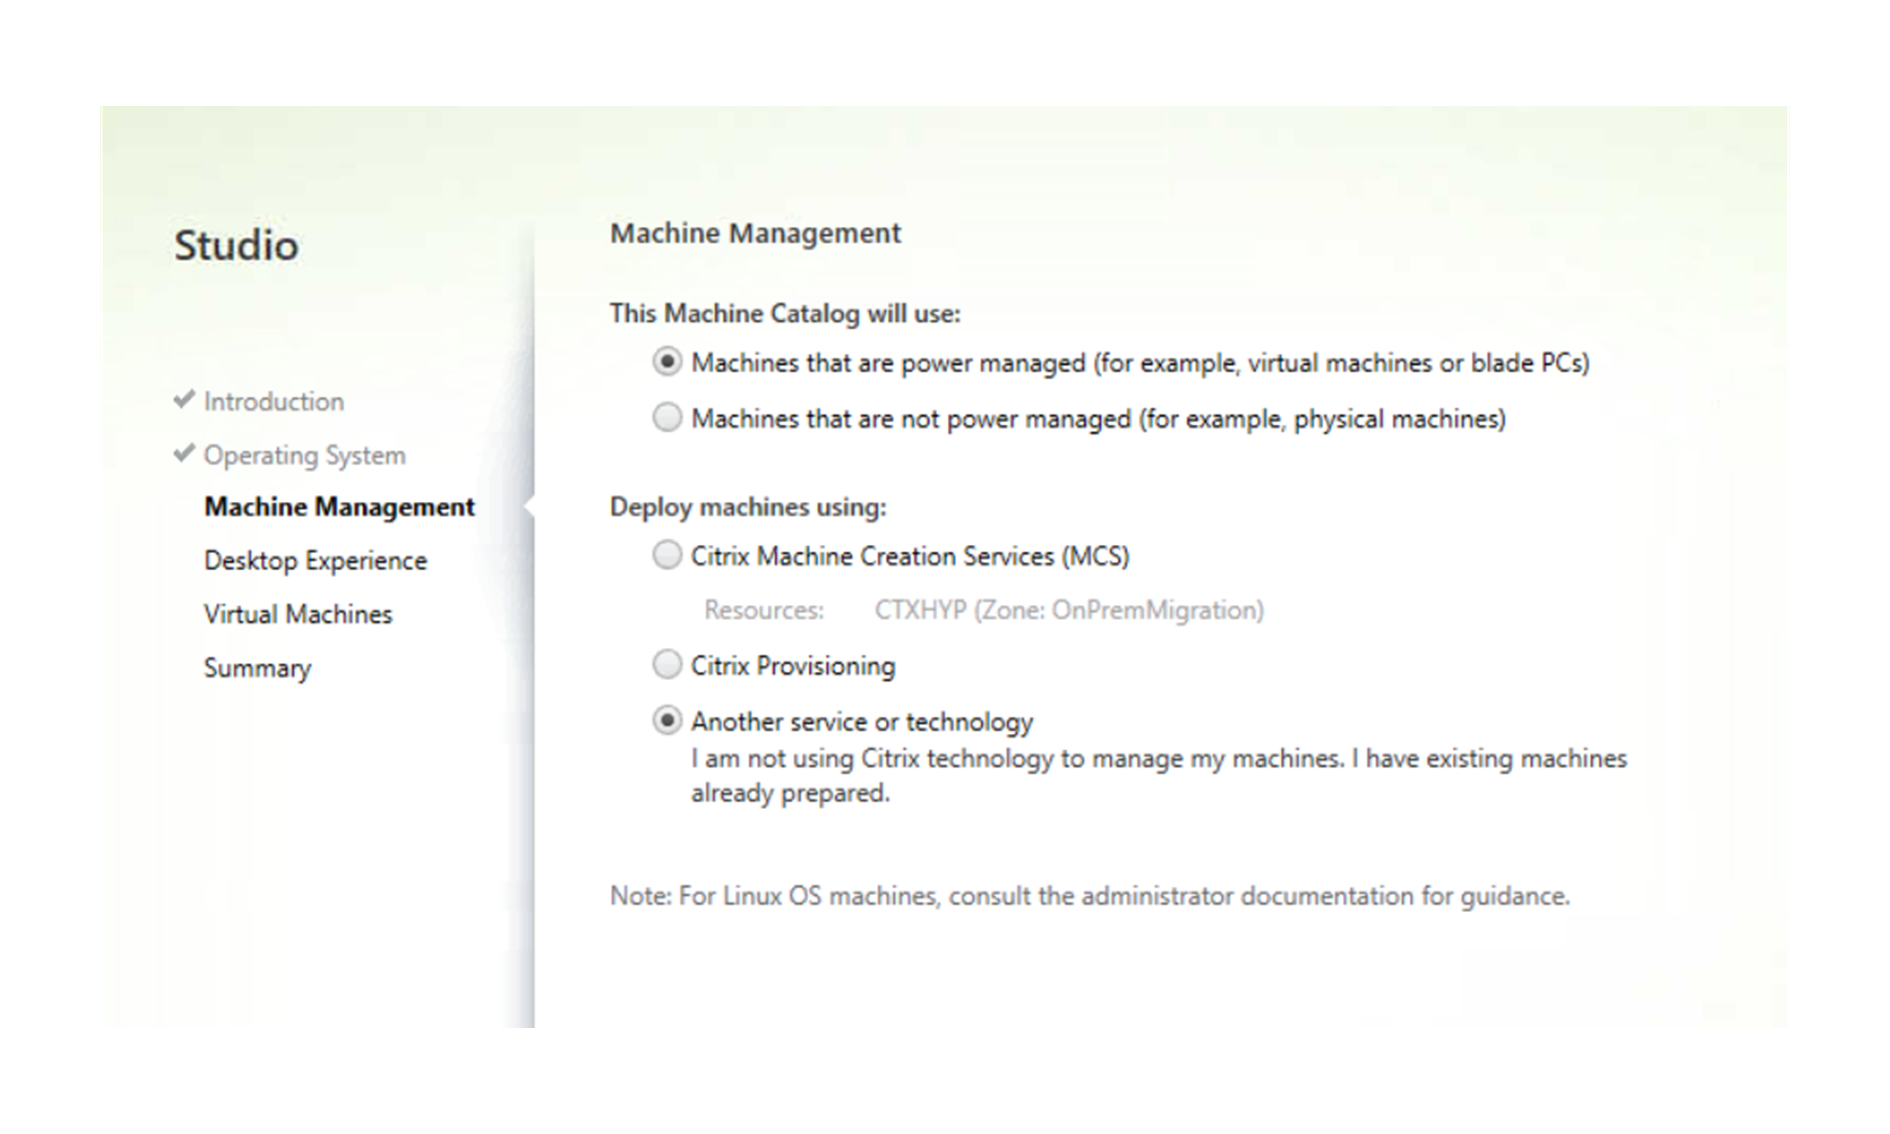 Studio
Introduction
Operating System
Machine Management
Desktop Experience
Virtual Machines
Summary
Machine Management
This Machine Catalog will use:
Machines that are power managed (for example, virtual machines or blade PCs)
Machines that are not power managed (for example, physical machines)
Deploy machines using:
Citrix Machine Creation Services (MCS)
Resources: CTXHYP (Zone: OnPremMigration)
Citrix Provisioning
Another service or technology
I am not using Citrix technology to manage my machines. I have existing machines
already prepared.
Note: For Linux OS machines, consult the administrator documentation for guidance.